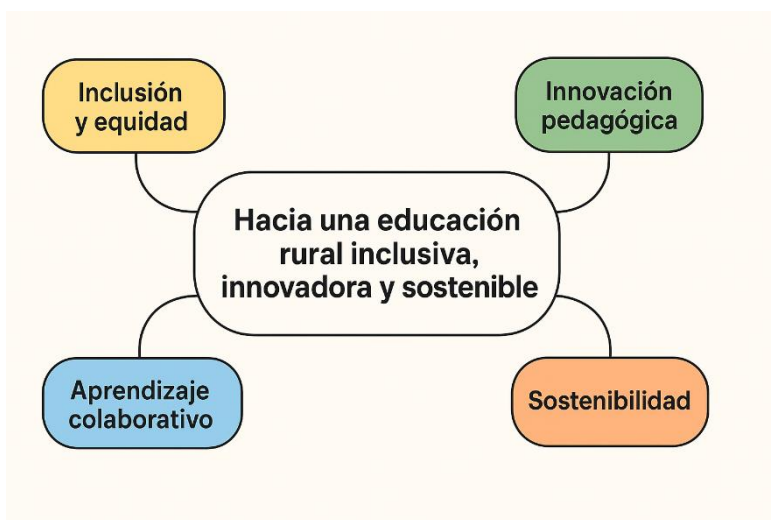 Inclusión
y equidad
Innovación
pedagógica
Hacia una educación
rural inclusiva,
innovadora y sostenible
Aprendizaje
colaborativo
Sostenibilidad